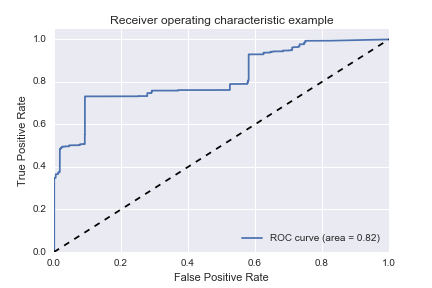 Receiver operating characteristic example
1.0
0.8
0.6
0.4
0.2
0.0
True Positive Rate
ROC curve (area = 0.82)
0.0 0.2 0.4 0.6 0.8 1.0
False Positive Rate